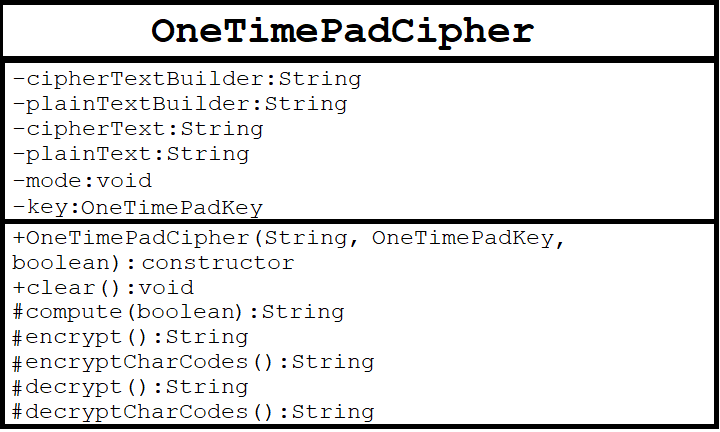 OneTimePadCipher
-cipherTextBuilder:String
-plainTextBuilder:String
-cipherText:String
-plainText:String
-mode:void
-key:OneTimePadKey
+OneTimePadCipher(String, OneTimePadKey,
boolean):constructor
+clear():void
#compute(boolean):String
#encrypt():String
#encryptCharCodes():String
#decrypt():String
#decryptCharCodes():String